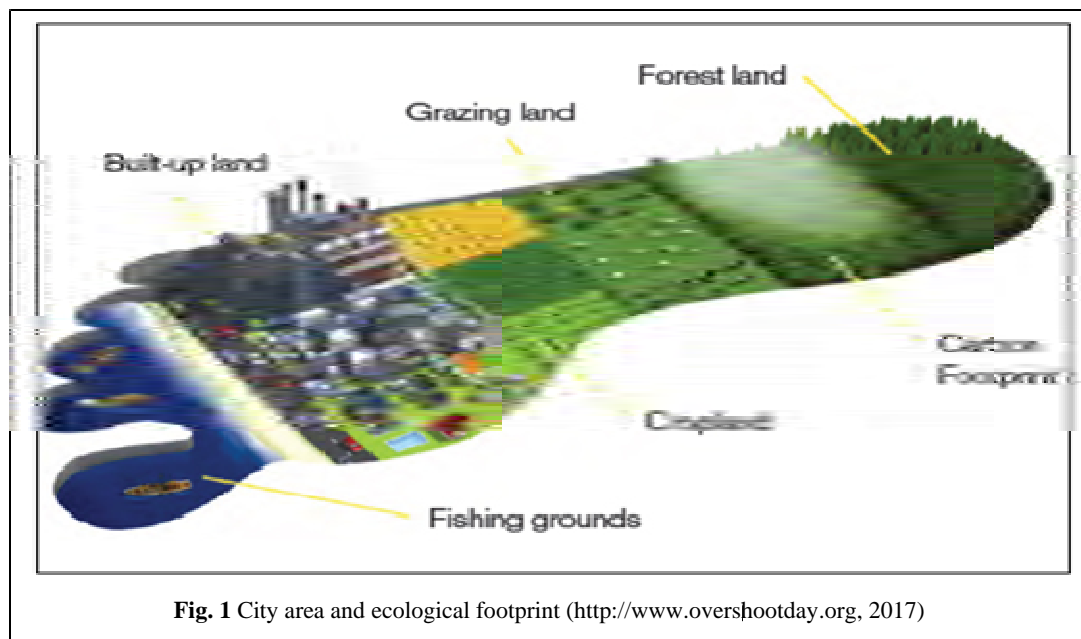 Forest land
Grazing land
Built-up land
Carbon
Footprint
Cropland
Fishing grounds
Fig. 1 City area and ecological footprint (http://www.overshootday.org, 2017)